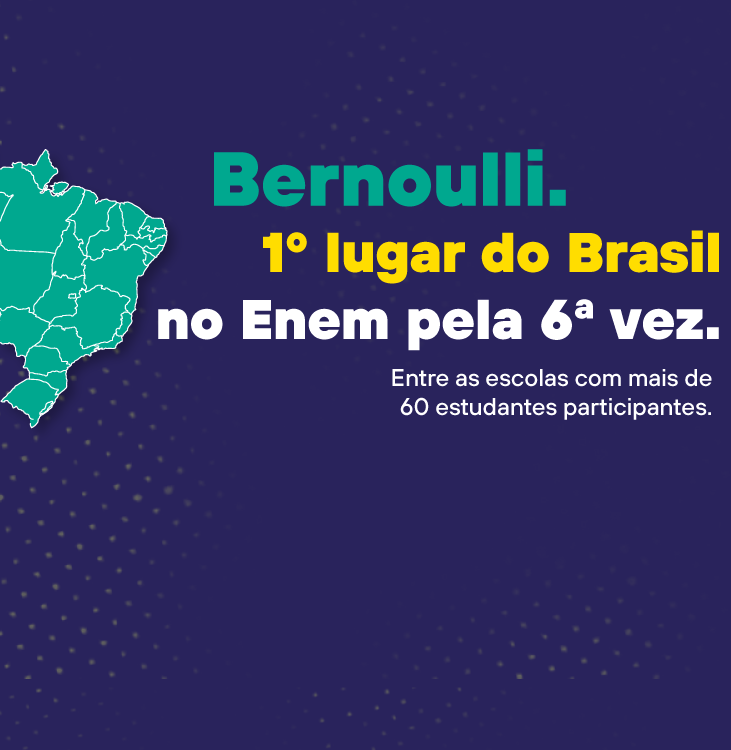 Bernoulli.
1º lugar do Brasil
no Enem pela 6ª vez.
Entre as escolas com mais de
60 estudantes participantes.